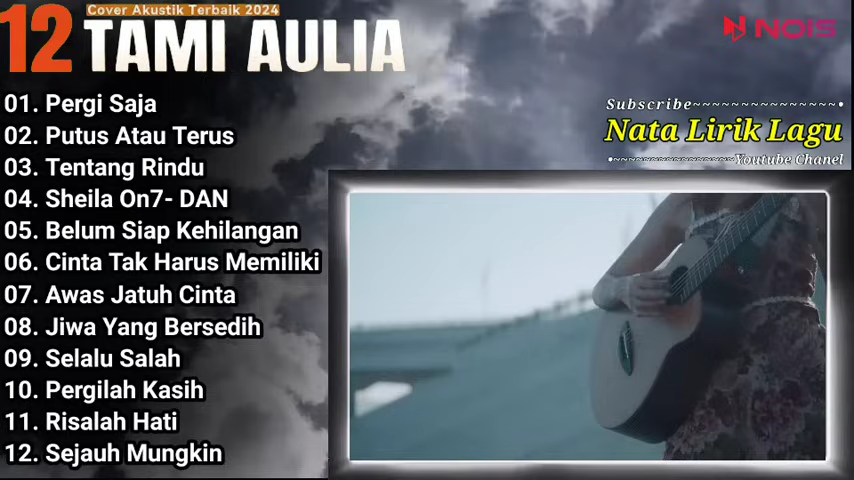 Cover Akustik Terbaik 2024
12 TAMI AULIA
NOIS
01. Pergi Saja
02. Putus Atau Terus
03. Tentang Rindu
04. Sheila On7- DAN
05. Belum Siap Kehilangan
06. Cinta Tak Harus Memiliki
07. Awas Jatuh Cinta
08. Jiwa Yang Bersedih
09. Selalu Salah
10. Pergilah Kasih
11. Risalah Hati
12. Sejauh Mungkin
Subscribe~~~~~~~~~~~~~~~•
Nata Lirik Lagu
•~~~~~~~~~~~~~~~Youtube Chanel